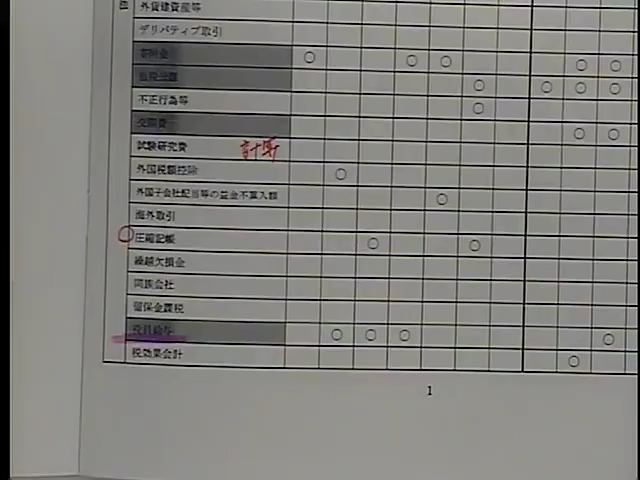 外貨建資産等
デリバティブ取引
寄附金 ○ ○ ○ ○ ○
○ ○ ○ ○
不正行為等 ○
交際費 ○ ○
試験研究費 計算
外国税額控除 ○
外国子会社配当等の益金不算入額 ○
海外取引
○圧縮記帳 ○ ○
繰越欠損金
同族会社
留保金課税
役員給与 ○ ○ ○ ○
税効果会計 ○
1